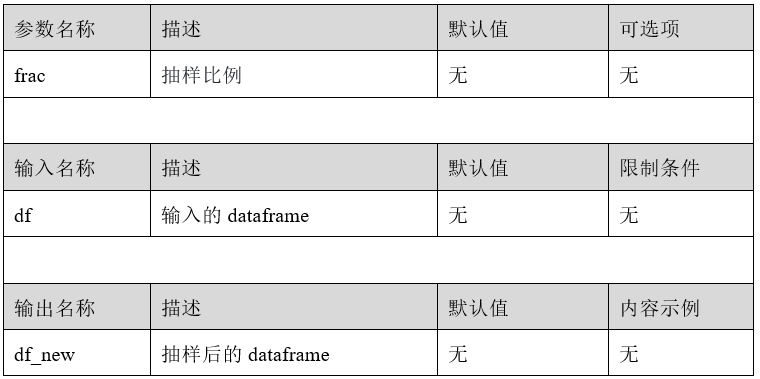 参数名称 描述 默认值 可选项
frac 抽样比例 无 无
输入名称 描述 默认值 限制条件
df 输入的 dataframe 无 无
输出名称 描述 默认值 内容示例
df_new 抽样后的 dataframe 无 无